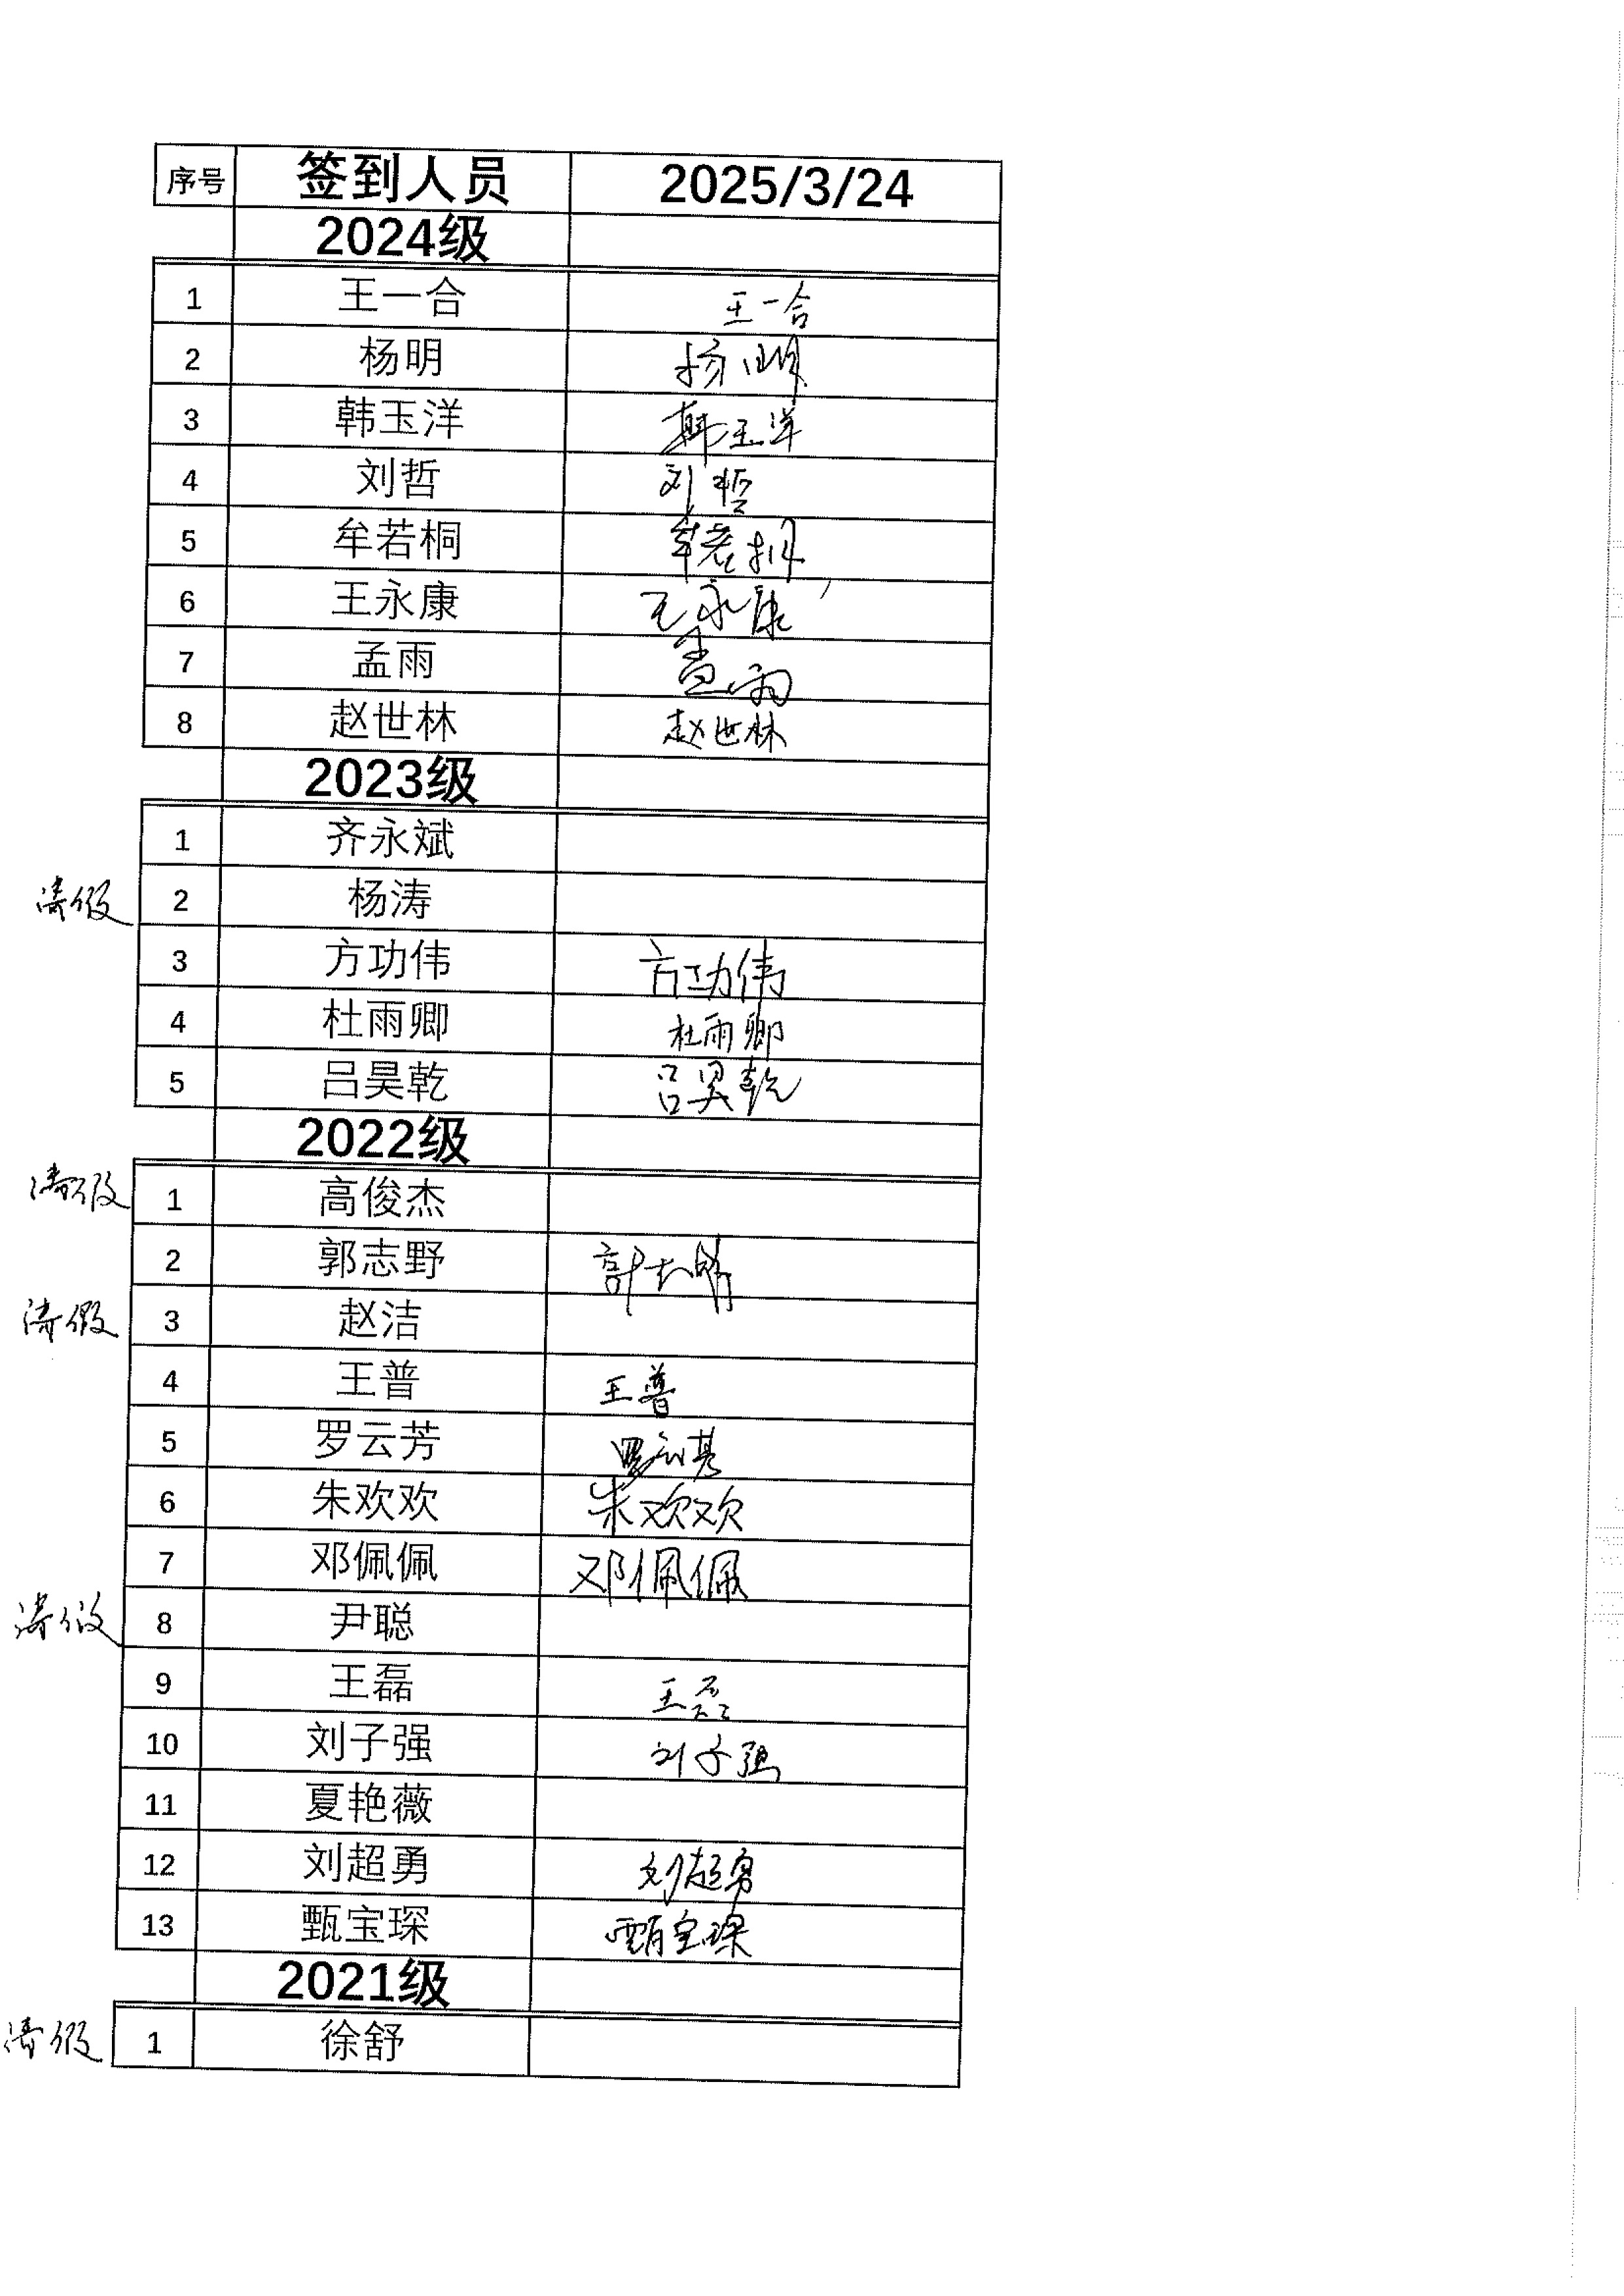 序号 签到人员 2025/3/24
2024级
1 王一合 王一合
2 杨明 杨明
3 韩玉洋 韩玉洋
4 刘哲 刘哲
5 牟若桐 牟若桐
6 王永康 王永康
7 孟雨 孟雨
8 赵世林 赵世林
2023级
1 齐永斌
请假 2 杨涛
3 方功伟 方功伟
4 杜雨卿 杜雨卿
5 吕昊乾 吕昊乾
2022级
请假 1 高俊杰
2 郭志野 郭志野
请假 3 赵洁
4 王普 王普
5 罗云芳 罗云芳
6 朱欢欢 朱欢欢
7 邓佩佩 邓佩佩
请假 8 尹聪
9 王磊 王磊
10 刘子强 刘子强
11 夏艳薇
12 刘超勇 刘超勇
13 甄宝琛 甄宝琛
2021级
请假 1 徐舒